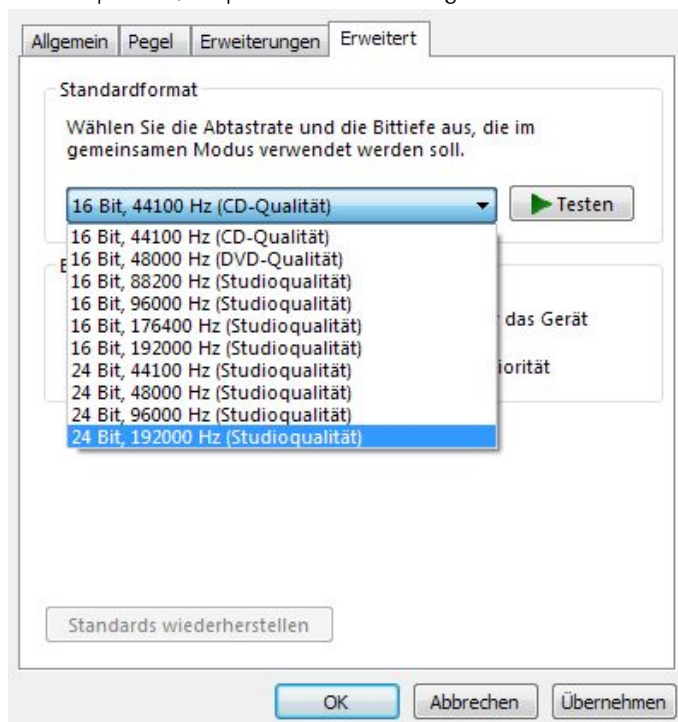 Allgemein Pegel Erweiterungen Erweitert
Standardformat
Wählen Sie die Abtastrate und die Bittiefe aus, die im
gemeinsamen Modus verwendet werden soll.
16 Bit, 44100 Hz (CD-Qualität) Testen
16 Bit, 44100 Hz (CD-Qualität)
16 Bit, 48000 Hz (DVD-Qualität)
16 Bit, 88200 Hz (Studioqualität)
16 Bit, 96000 Hz (Studioqualität)
16 Bit, 176400 Hz (Studioqualität)
das Gerät
16 Bit, 192000 Hz (Studioqualität)
24 Bit, 44100 Hz (Studioqualität)
iorität
24 Bit, 48000 Hz (Studioqualität)
24 Bit, 96000 Hz (Studioqualität)
24 Bit, 192000 Hz (Studioqualität)
Standards wiederherstellen
OK Abbrechen Übernehmen